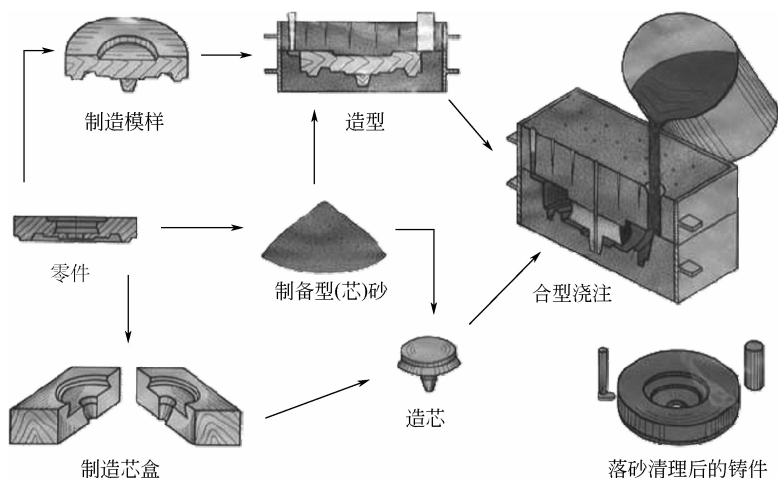 制造模样
造型
零件
制备型(芯)砂
合型浇注
造芯
制造芯盒
落砂清理后的铸件